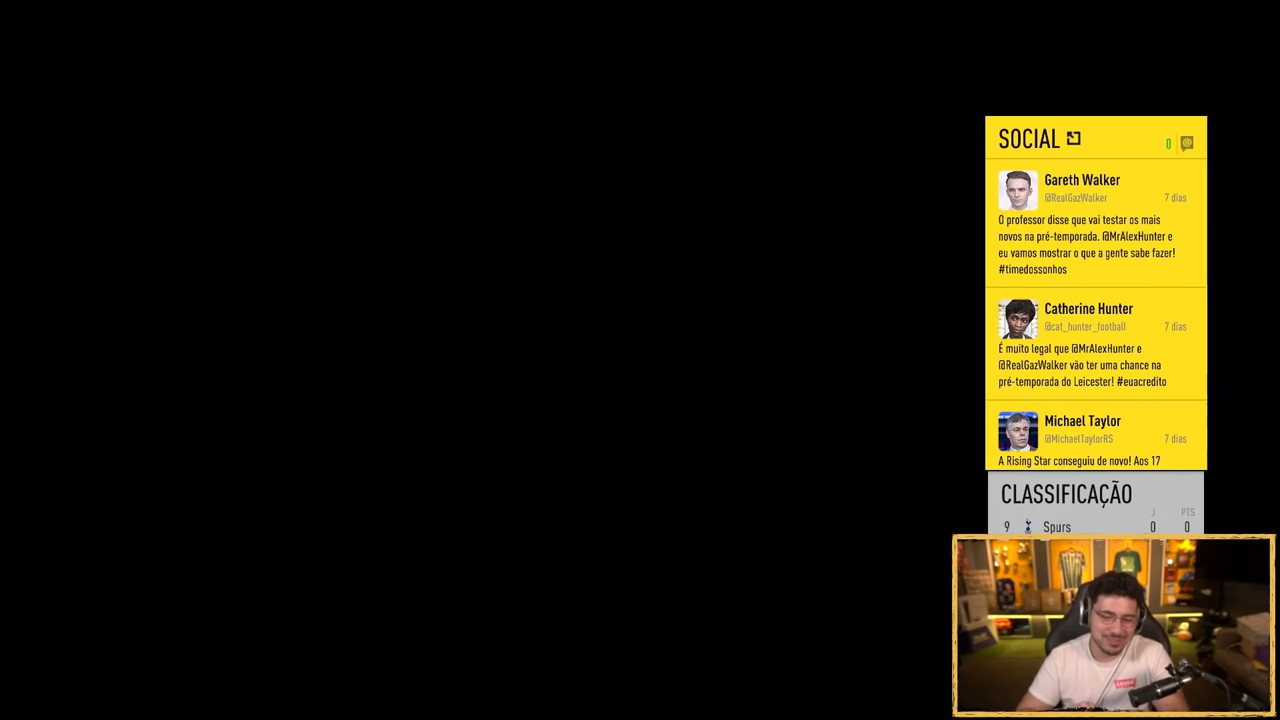 SOCIAL
0
Gareth Walker
@RealGazWalker
7 dias
O professor disse que vai testar os mais
novos na pré-temporada. @MrAlexHunter e
eu vamos mostrar o que a gente sabe fazer!
#timedossonhos
Catherine Hunter
@cat_hunter_football
7 dias
É muito legal que @MrAlexHunter e
@RealGazWalker vão ter uma chance na
pré-temporada do Leicester! #euacredito
Michael Taylor
@MichaelTaylorRS
7 dias
A Rising Star conseguiu de novo! Aos 17
CLASSIFICAÇÃO
J PTS
9 Spurs 0 0